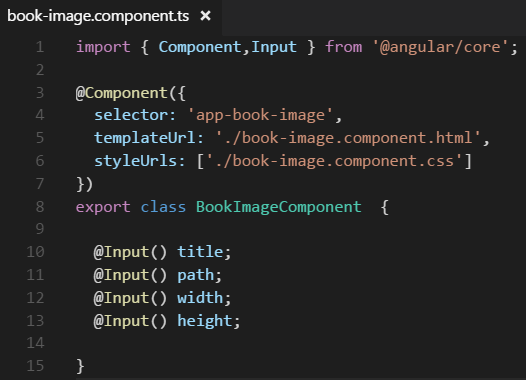 book-image.component.ts ×
1 import { Component,Input } from '@angular/core';
2
3 @Component({
4   selector: 'app-book-image',
5   templateUrl: './book-image.component.html',
6   styleUrls: ['./book-image.component.css']
7 })
8 export class BookImageComponent  {
9
10   @Input() title;
11   @Input() path;
12   @Input() width;
13   @Input() height;
14
15 }